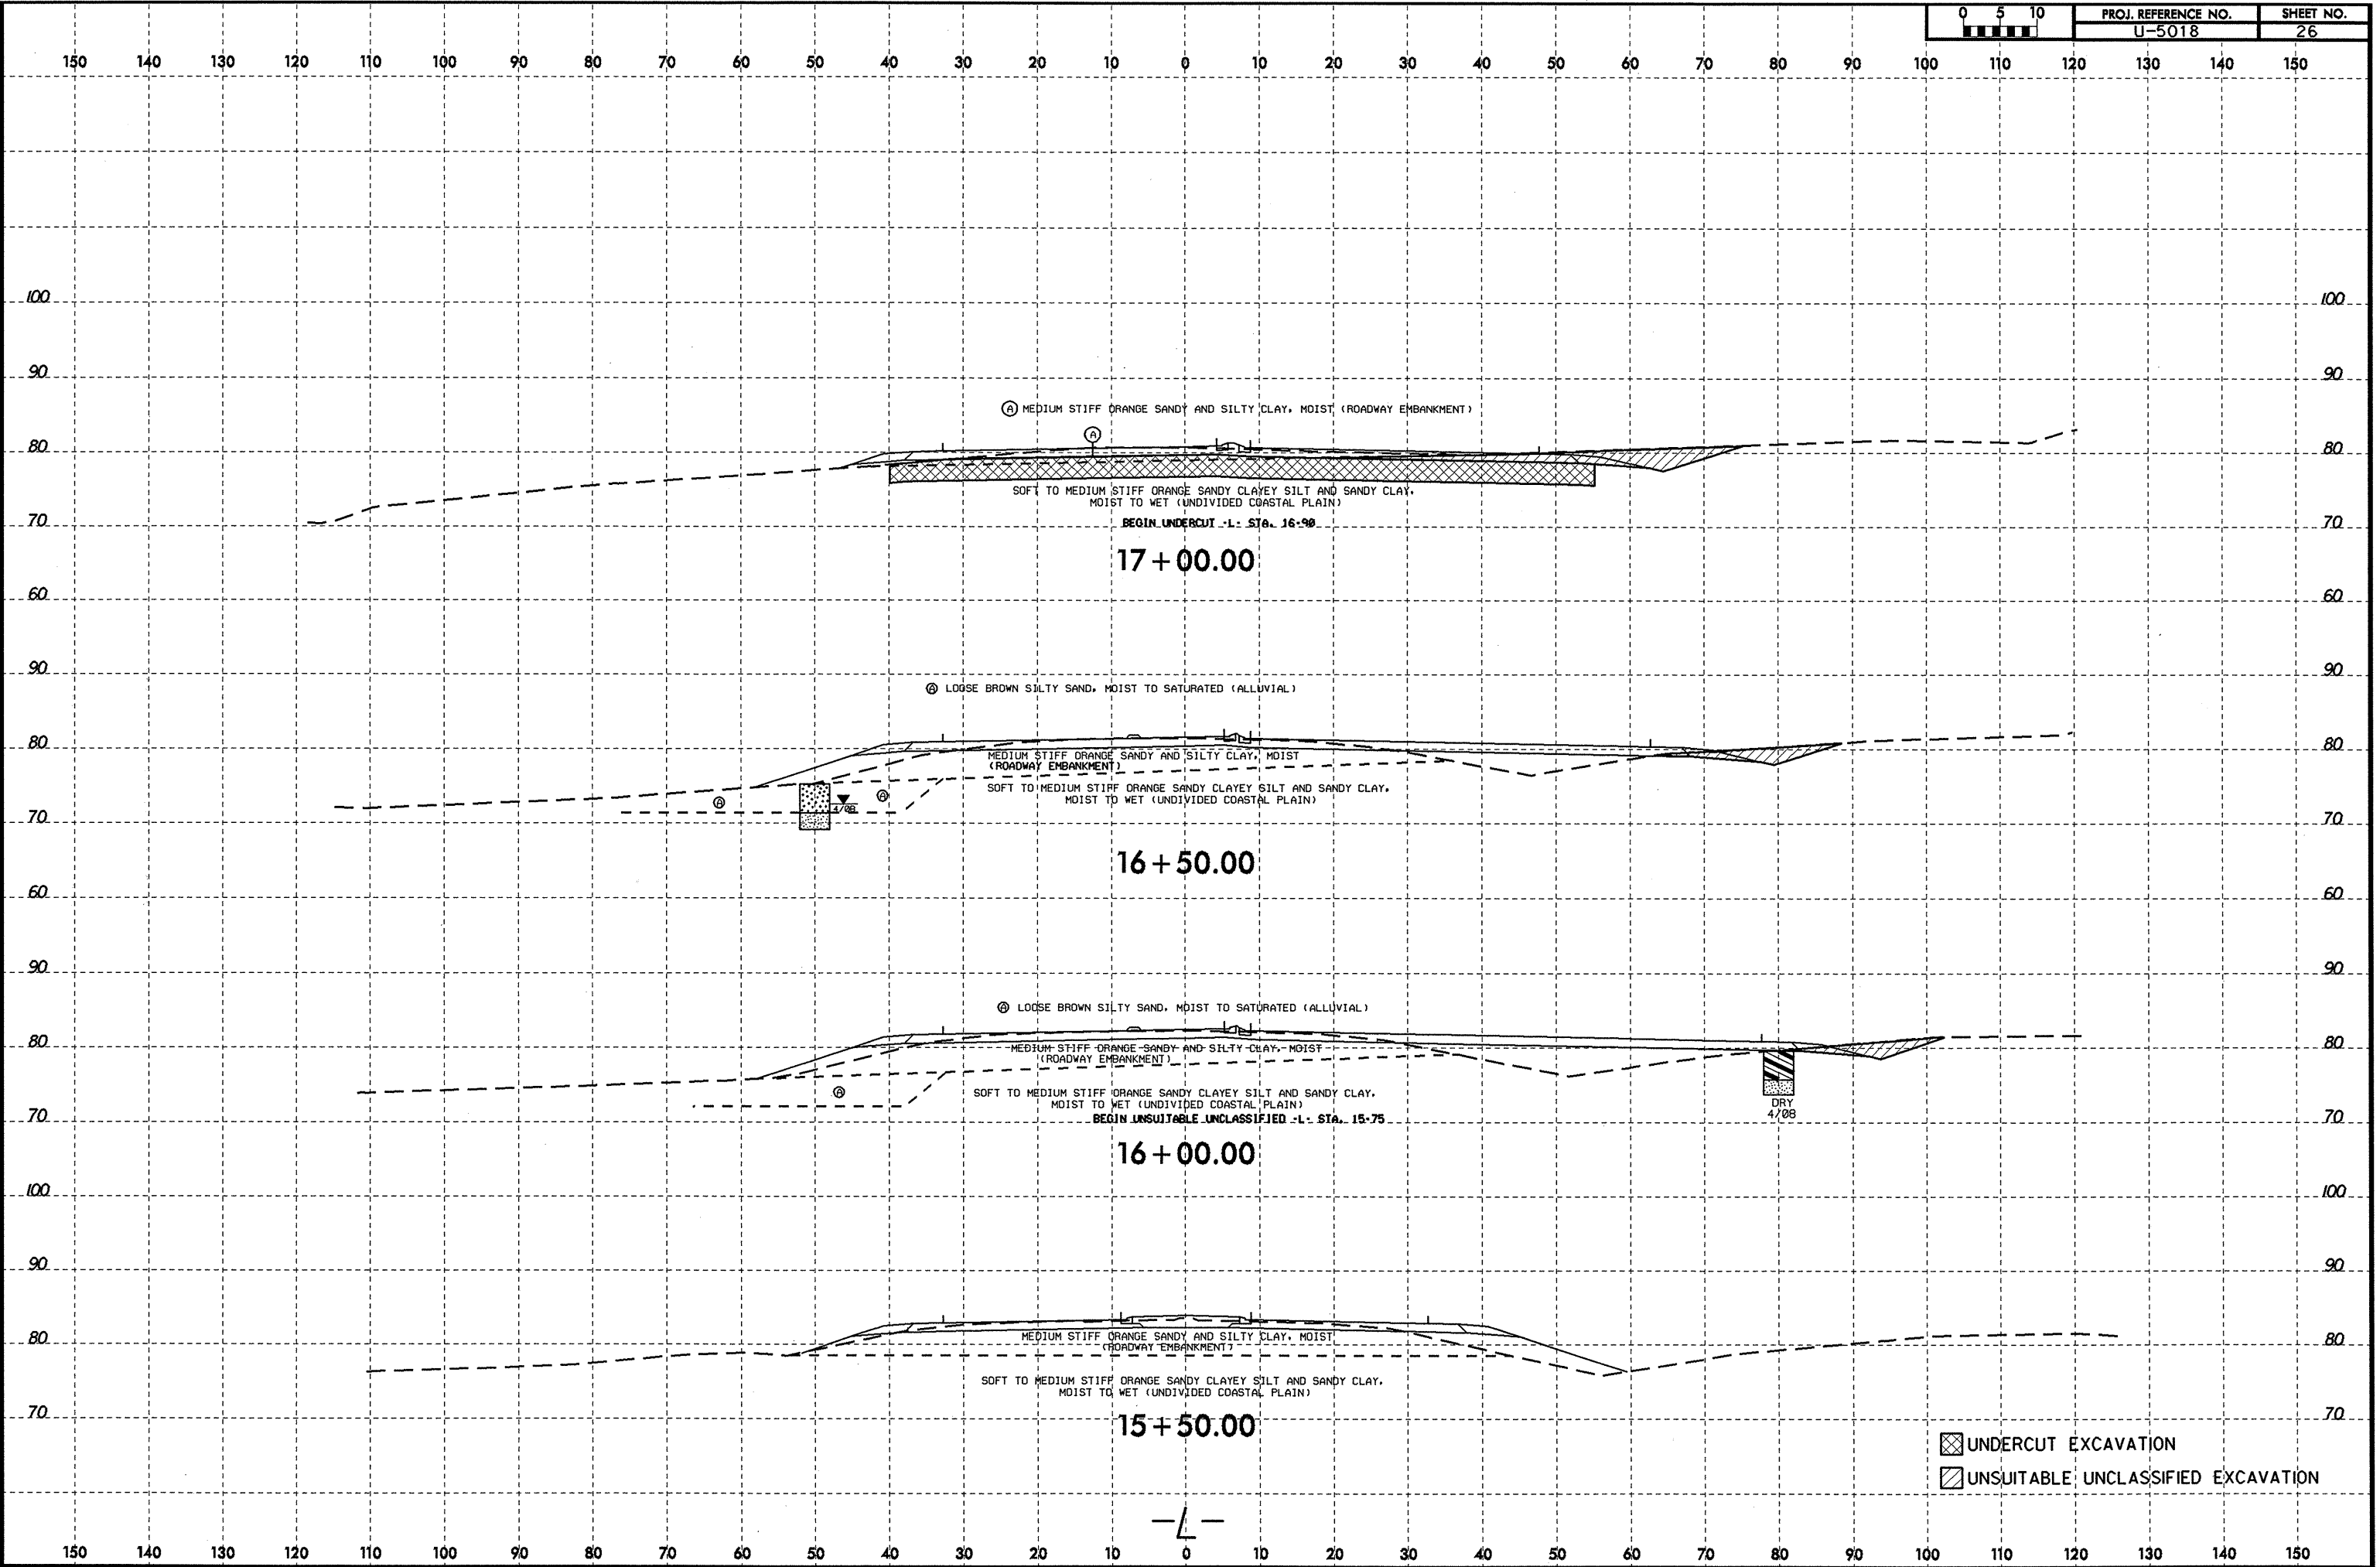 0 5 10
PROJ. REFERENCE NO. SHEET NO.
U-5018 26
150 140 130 120 110 100 90 80 70 60 50 40 30 20 10 0 10 20 30 40 50 60 70 80 90 100 110 120 130 140 150
100 100
90 90
Ⓐ MEDIUM STIFF ORANGE SANDY AND SILTY CLAY, MOIST (ROADWAY EMBANKMENT)
Ⓐ
80 80
SOFT TO MEDIUM STIFF ORANGE SANDY CLAYEY SILT AND SANDY CLAY,
MOIST TO WET (UNDIVIDED COASTAL PLAIN)
BEGIN UNDERCUT -L- STA. 16+90
70 70
17+00.00
60 60
90 90
Ⓐ LOOSE BROWN SILTY SAND, MOIST TO SATURATED (ALLUVIAL)
80 80
MEDIUM STIFF ORANGE SANDY AND SILTY CLAY, MOIST
(ROADWAY EMBANKMENT)
SOFT TO MEDIUM STIFF ORANGE SANDY CLAYEY SILT AND SANDY CLAY,
MOIST TO WET (UNDIVIDED COASTAL PLAIN)
Ⓐ 4/08 Ⓐ
70 70
16+50.00
60 60
90 90
Ⓐ LOOSE BROWN SILTY SAND, MOIST TO SATURATED (ALLUVIAL)
80 80
MEDIUM STIFF ORANGE SANDY AND SILTY CLAY, MOIST
(ROADWAY EMBANKMENT)
Ⓐ
SOFT TO MEDIUM STIFF ORANGE SANDY CLAYEY SILT AND SANDY CLAY,
MOIST TO WET (UNDIVIDED COASTAL PLAIN)
DRY
4/08
BEGIN UNSUITABLE UNCLASSIFIED -L- STA. 15+75
70 70
16+00.00
100 100
90 90
80 80
MEDIUM STIFF ORANGE SANDY AND SILTY CLAY, MOIST
(ROADWAY EMBANKMENT)
SOFT TO MEDIUM STIFF ORANGE SANDY CLAYEY SILT AND SANDY CLAY,
MOIST TO WET (UNDIVIDED COASTAL PLAIN)
70 70
15+50.00
UNDERCUT EXCAVATION
UNSUITABLE UNCLASSIFIED EXCAVATION
-L-
150 140 130 120 110 100 90 80 70 60 50 40 30 20 10 0 10 20 30 40 50 60 70 80 90 100 110 120 130 140 150